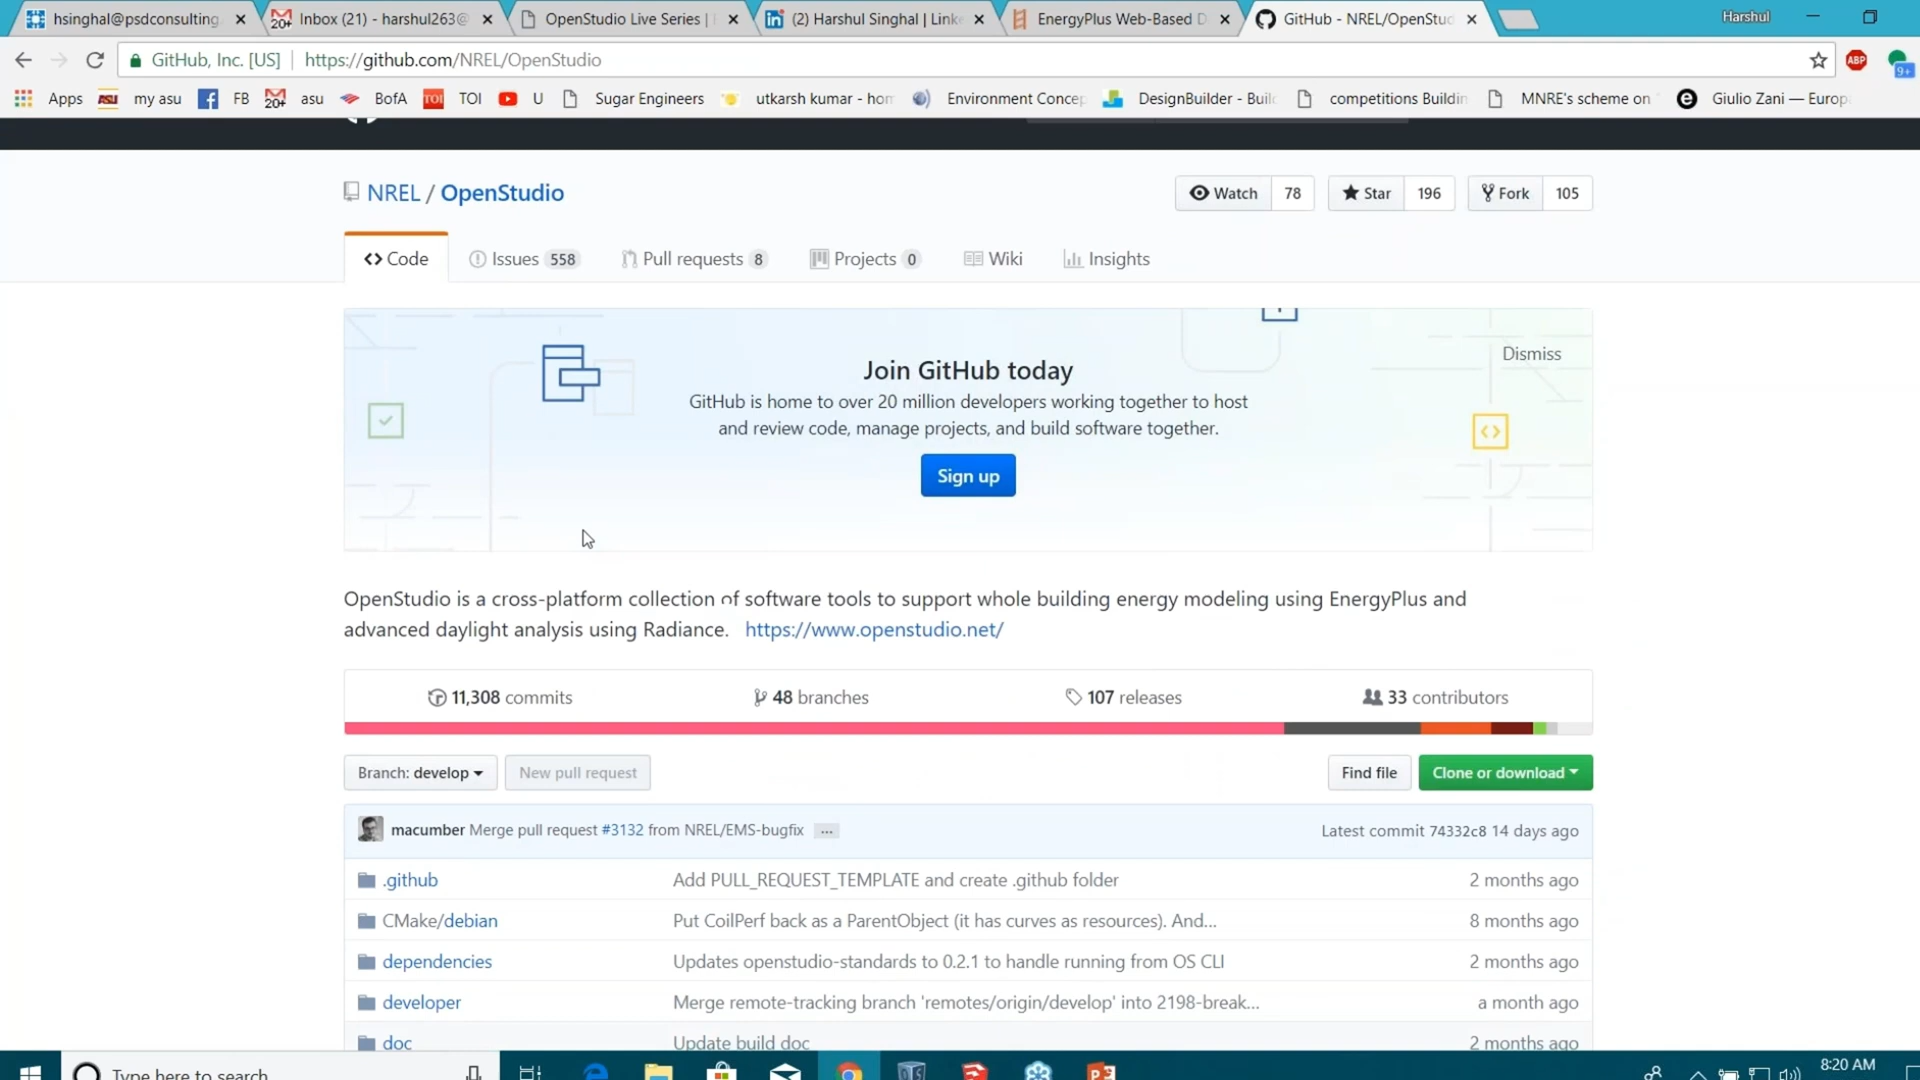 hsinghal@psdconsulting
Inbox (21) - harshul263@
OpenStudio Live Series |
(2) Harshul Singhal | Linke
EnergyPlus Web-Based D
GitHub - NREL/OpenStud
Harshul
GitHub, Inc. [US]
https://github.com/NREL/OpenStudio
ABP
9+
Apps
ASU
my asu
FB
20+
asu
BofA
TOI
TOI
U
Sugar Engineers
utkarsh kumar - hom
Environment Concep
DesignBuilder - Build
competitions Buildin
MNRE's scheme on
Giulio Zani — Europ
NREL / OpenStudio
Watch 78
Star 196
Fork 105
Code
Issues 558
Pull requests 8
Projects 0
Wiki
Insights
Join GitHub today
Dismiss
GitHub is home to over 20 million developers working together to host
and review code, manage projects, and build software together.
Sign up
OpenStudio is a cross-platform collection of software tools to support whole building energy modeling using EnergyPlus and
advanced daylight analysis using Radiance. https://www.openstudio.net/
11,308 commits
48 branches
107 releases
33 contributors
Branch: develop
New pull request
Find file
Clone or download
macumber Merge pull request #3132 from NREL/EMS-bugfix ...
Latest commit 74332c8 14 days ago
.github
Add PULL_REQUEST_TEMPLATE and create .github folder
2 months ago
CMake/debian
Put CoilPerf back as a ParentObject (it has curves as resources). And...
8 months ago
dependencies
Updates openstudio-standards to 0.2.1 to handle running from OS CLI
2 months ago
developer
Merge remote-tracking branch 'remotes/origin/develop' into 2198-break...
a month ago
doc
Update build doc
2 months ago
Type here to search
8:20 AM